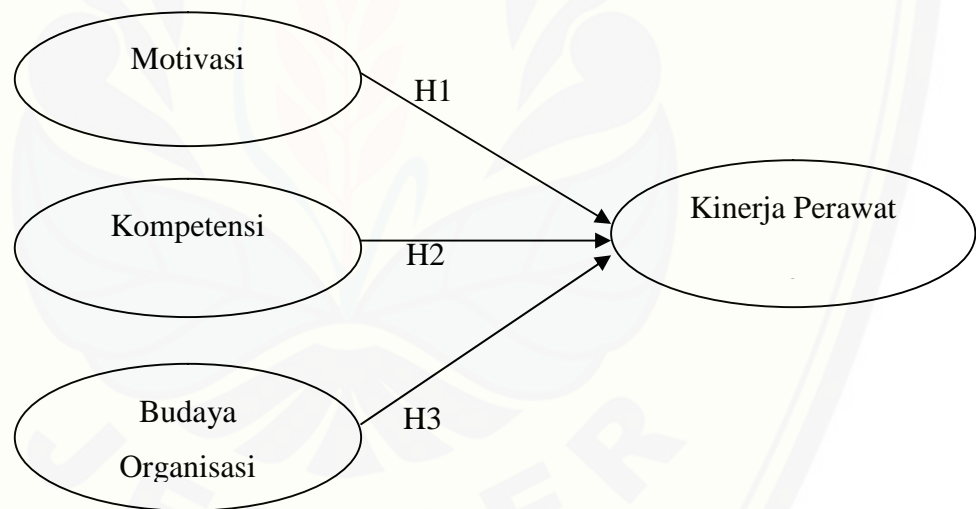 Motivasi
H1
Kinerja Perawat
Kompetensi
H2
Budaya
Organisasi
H3